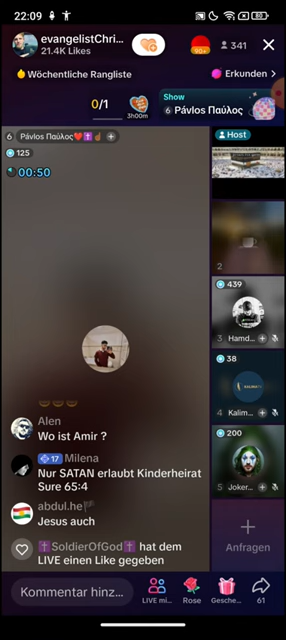 22:09
80
evangelistChri...
21.4K Likes
90+
341
Wöchentliche Rangliste
Erkunden >
0/1
3h00m
Show
6 Pávlos Παύλος
6 Pávlos Παύλος❤️✝️☝️ +
125
00:50
Host
2
439
3 Hamd...
38
4 Kalim...
200
5 Joker...
Alen
Wo ist Amir ?
17 Milena
Nur SATAN erlaubt Kinderheirat
Sure 65:4
abdul.he🏴
Jesus auch
✝️SoldierOfGod✝️ hat dem
LIVE einen Like gegeben
+
Anfragen
Kommentar hinz...
LIVE mi...
Rose
Gesche...
61